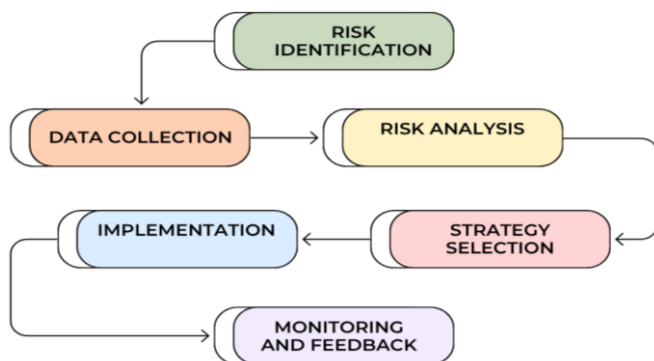 RISK
IDENTIFICATION
DATA COLLECTION
RISK ANALYSIS
STRATEGY
SELECTION
IMPLEMENTATION
MONITORING
AND FEEDBACK